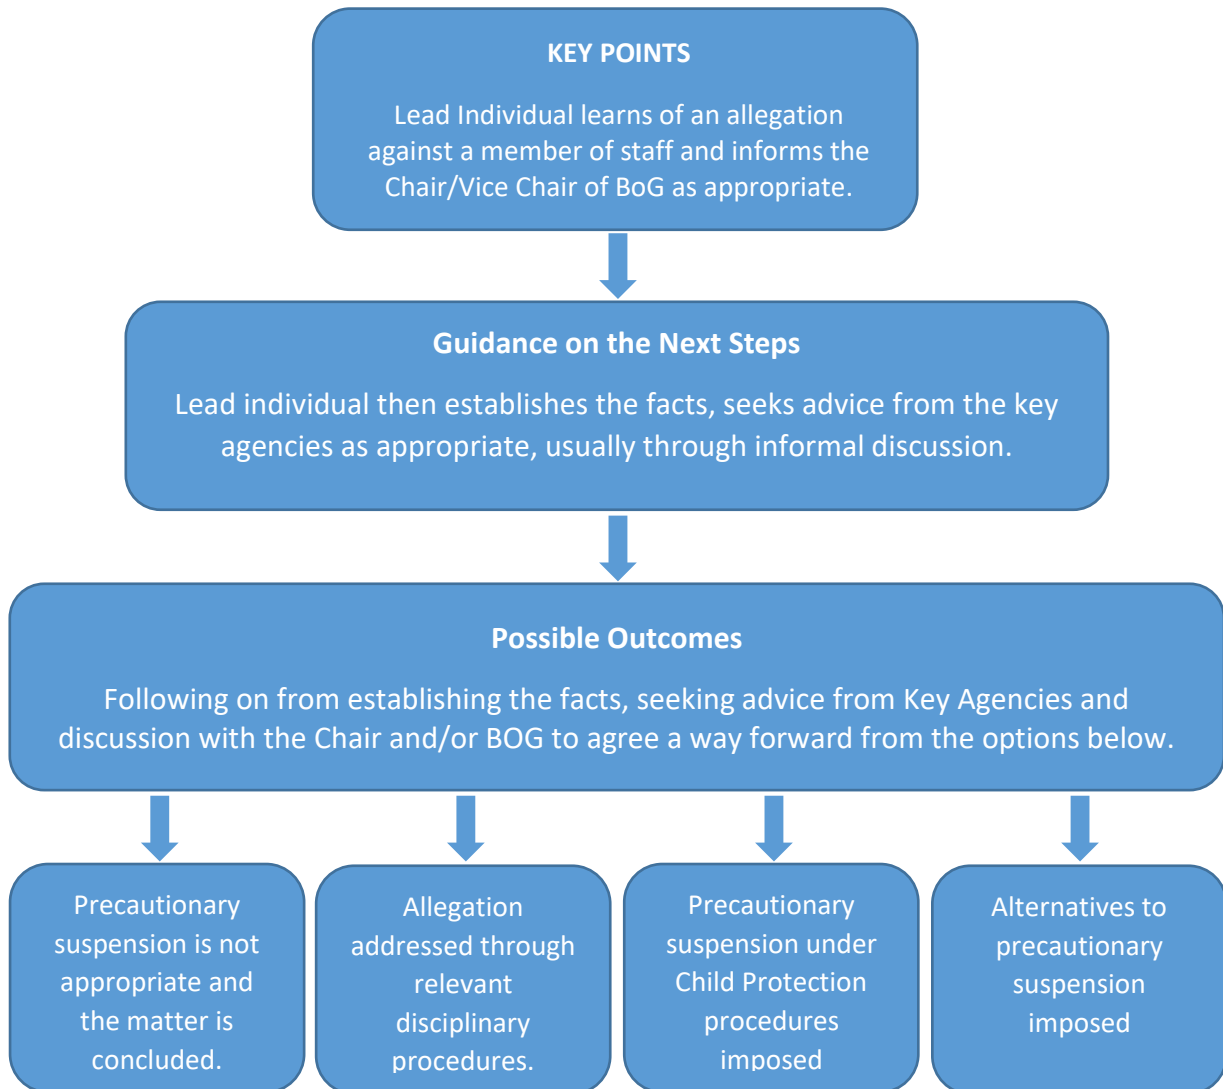 KEY POINTS
Lead Individual learns of an allegation
against a member of staff and informs the
Chair/Vice Chair of BoG as appropriate.
Guidance on the Next Steps
Lead individual then establishes the facts, seeks advice from the key
agencies as appropriate, usually through informal discussion.
Possible Outcomes
Following on from establishing the facts, seeking advice from Key Agencies and
discussion with the Chair and/or BOG to agree a way forward from the options below.
Precautionary
suspension is not
appropriate and
the matter is
concluded.
Allegation
addressed through
relevant
disciplinary
procedures.
Precautionary
suspension under
Child Protection
procedures
imposed
Alternatives to
precautionary
suspension
imposed